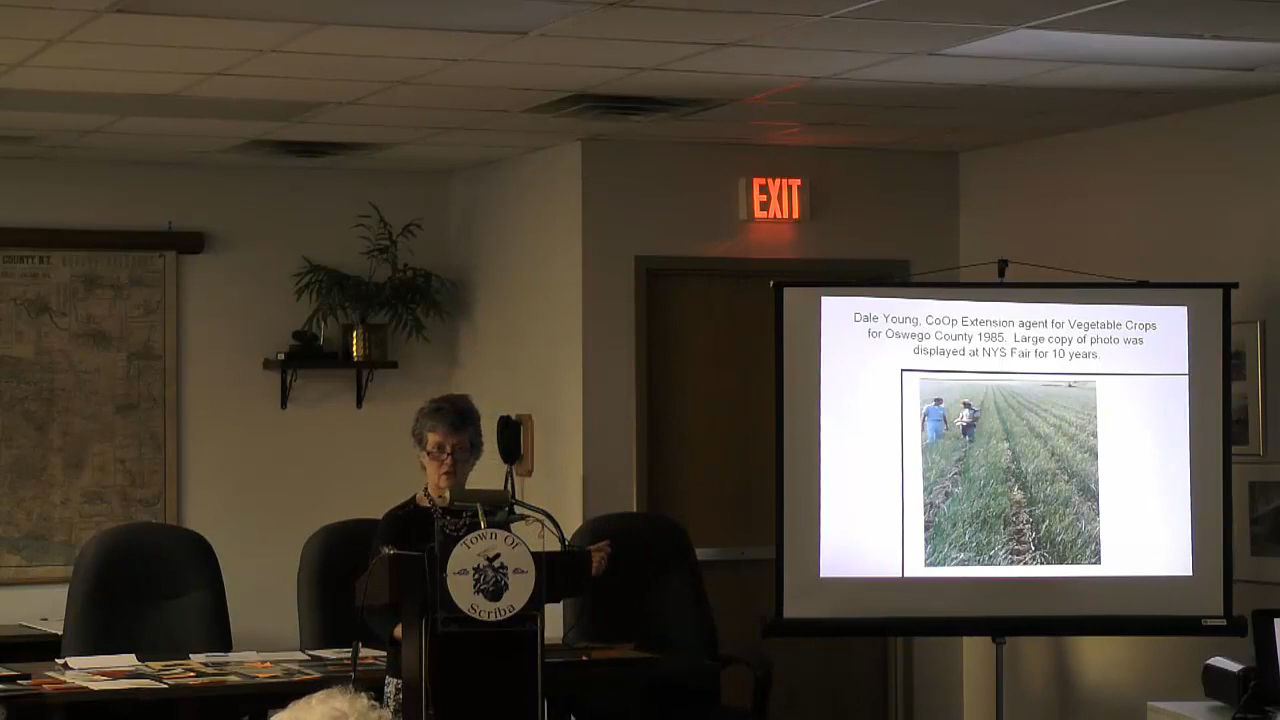 COUNTY, N.Y.
EXIT
Dale Young, CoOp Extension agent for Vegetable Crops
for Oswego County 1985. Large copy of photo was
displayed at NYS Fair for 10 years.
Town Of
Scriba